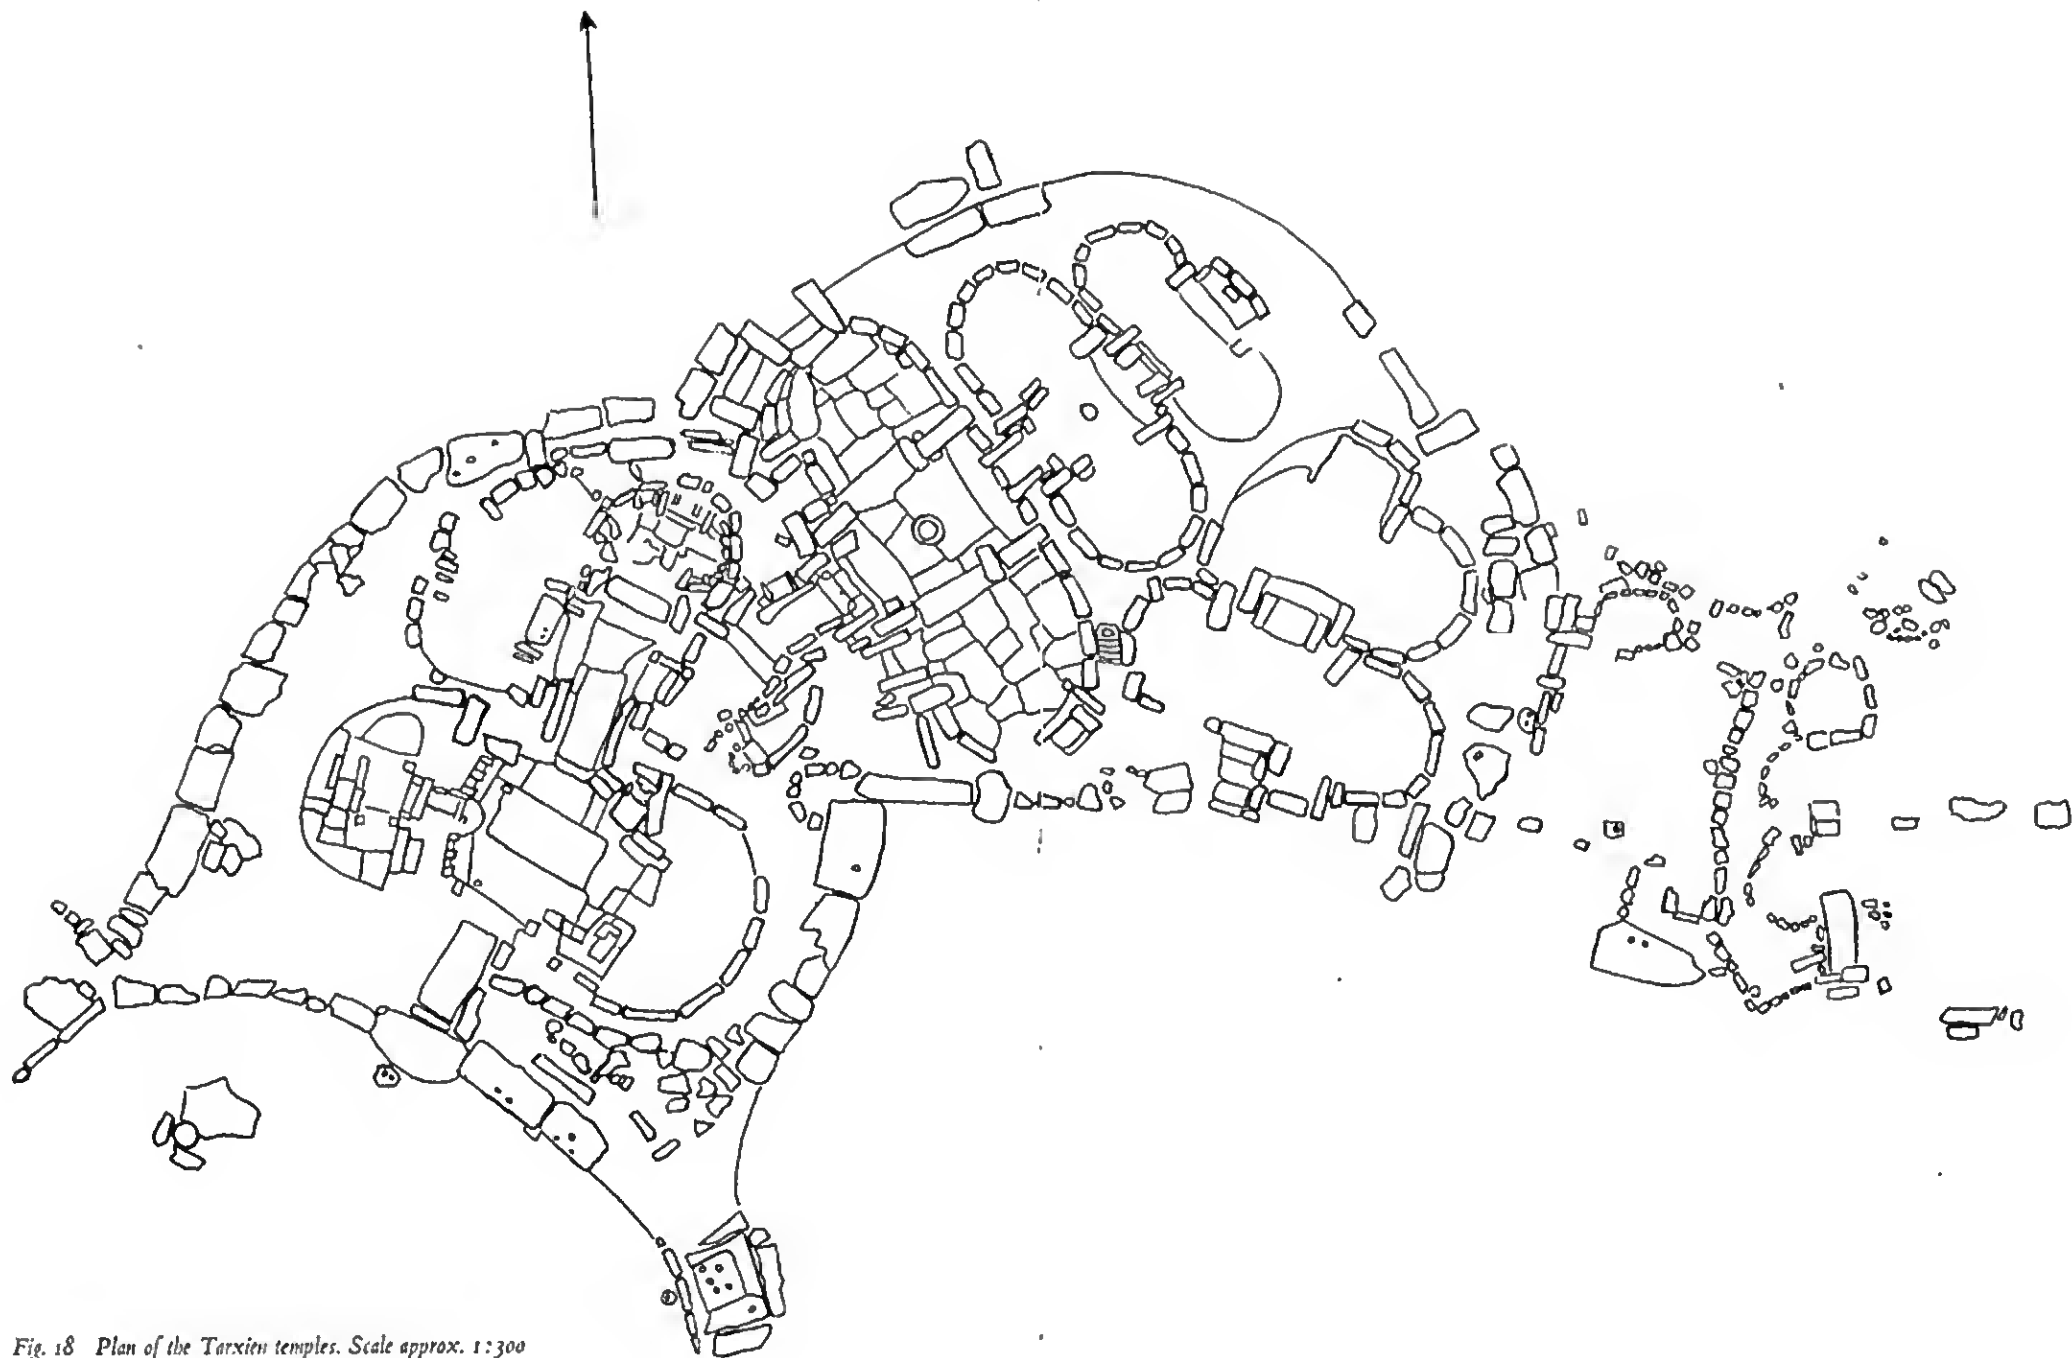 Fig. 18 Plan of the Tarxien temples. Scale approx. 1:300